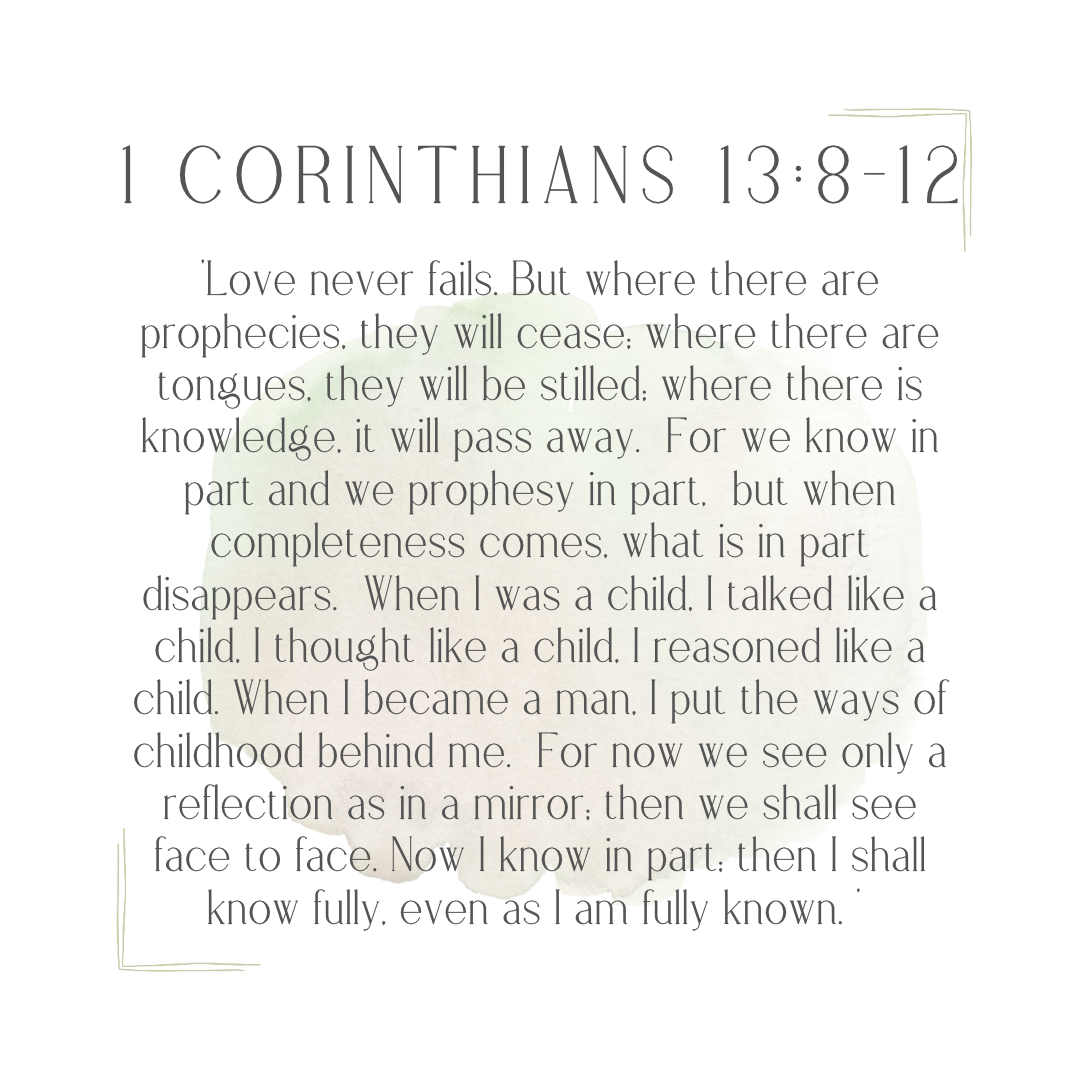 1 CORINTHIANS 13:8-12
'Love never fails. But where there are
prophecies, they will cease; where there are
tongues, they will be stilled; where there is
knowledge, it will pass away.  For we know in
part and we prophesy in part,  but when
completeness comes, what is in part
disappears.  When I was a child, I talked like a
child, I thought like a child, I reasoned like a
child. When I became a man, I put the ways of
childhood behind me.  For now we see only a
reflection as in a mirror; then we shall see
face to face. Now I know in part; then I shall
know fully, even as I am fully known. '